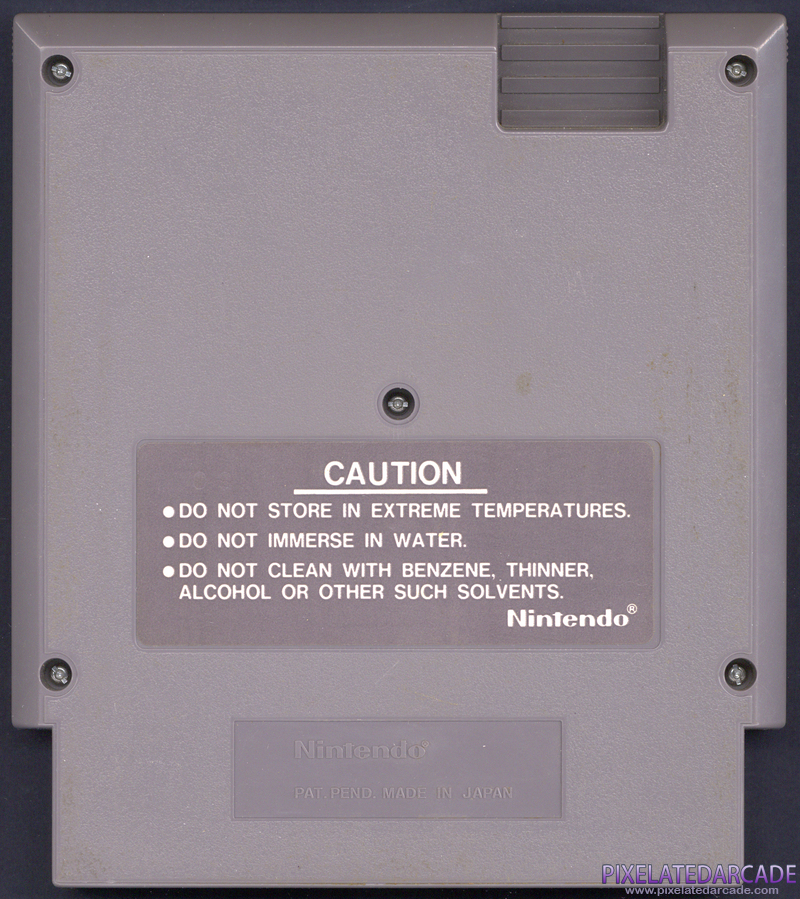 CAUTION
●DO NOT STORE IN EXTREME TEMPERATURES.
●DO NOT IMMERSE IN WATER.
●DO NOT CLEAN WITH BENZENE, THINNER,
ALCOHOL OR OTHER SUCH SOLVENTS.
Nintendo®
Nintendo®
PAT. PEND. MADE IN JAPAN
PIXELATEDARCADE
www.pixelatedarcade.com